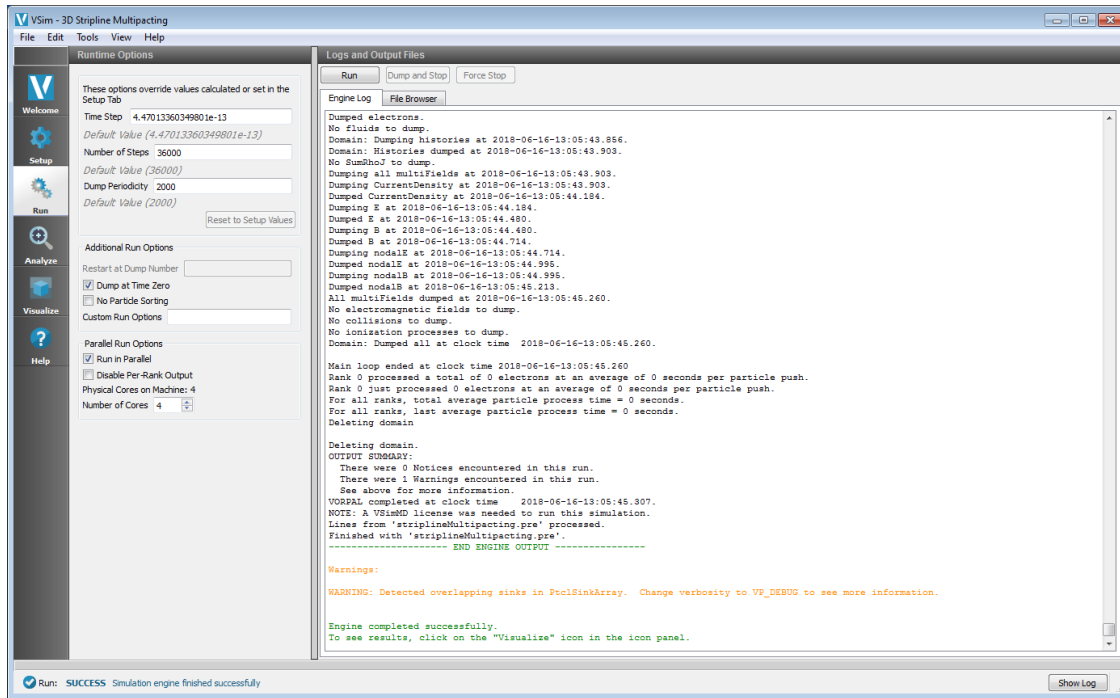 VSim - 3D Stripline Multipacting
File Edit Tools View Help
Runtime Options
These options override values calculated or set in the
Setup Tab
Time Step 4.47013360349801e-13
Default Value (4.47013360349801e-13)
Number of Steps 36000
Default Value (36000)
Dump Periodicity 2000
Default Value (2000)
Reset to Setup Values
Additional Run Options
Restart at Dump Number
Dump at Time Zero
No Particle Sorting
Custom Run Options
Parallel Run Options
Run in Parallel
Disable Per-Rank Output
Physical Cores on Machine: 4
Number of Cores 4
Welcome
Setup
Run
Analyze
Visualize
Help
Logs and Output Files
Run Dump and Stop Force Stop
Engine Log File Browser
Dumped electrons.
No fluids to dump.
Domain: Dumping histories at 2018-06-16-13:05:43.856.
Domain: Histories dumped at 2018-06-16-13:05:43.903.
No SumRhoJ to dump.
Dumping all multiFields at 2018-06-16-13:05:43.903.
Dumping CurrentDensity at 2018-06-16-13:05:43.903.
Dumped CurrentDensity at 2018-06-16-13:05:44.184.
Dumping E at 2018-06-16-13:05:44.184.
Dumped E at 2018-06-16-13:05:44.480.
Dumping B at 2018-06-16-13:05:44.480.
Dumped B at 2018-06-16-13:05:44.714.
Dumping nodalE at 2018-06-16-13:05:44.714.
Dumped nodalE at 2018-06-16-13:05:44.995.
Dumping nodalB at 2018-06-16-13:05:44.995.
Dumped nodalB at 2018-06-16-13:05:45.213.
All multiFields dumped at 2018-06-16-13:05:45.260.
No electromagnetic fields to dump.
No collisions to dump.
No ionization processes to dump.
Domain: Dumped all at clock time 2018-06-16-13:05:45.260.
Main loop ended at clock time 2018-06-16-13:05:45.260
Rank 0 processed a total of 0 electrons at an average of 0 seconds per particle push.
Rank 0 just processed 0 electrons at an average of 0 seconds per particle push.
For all ranks, total average particle process time = 0 seconds.
For all ranks, last average particle process time = 0 seconds.
Deleting domain
Deleting domain.
OUTPUT SUMMARY:
There were 0 Notices encountered in this run.
There were 1 Warnings encountered in this run.
See above for more information.
VORPAL completed at clock time 2018-06-16-13:05:45.307.
NOTE: A VSimMD license was needed to run this simulation.
Lines from 'striplineMultipacting.pre' processed.
Finished with 'striplineMultipacting.pre'.
--------------------- END ENGINE OUTPUT ----------------
Warnings:
WARNING: Detected overlapping sinks in PtclSinkArray. Change verbosity to VP_DEBUG to see more information.
Engine completed successfully.
To see results, click on the "Visualize" icon in the icon panel.
Run: SUCCESS Simulation engine finished successfully
Show Log